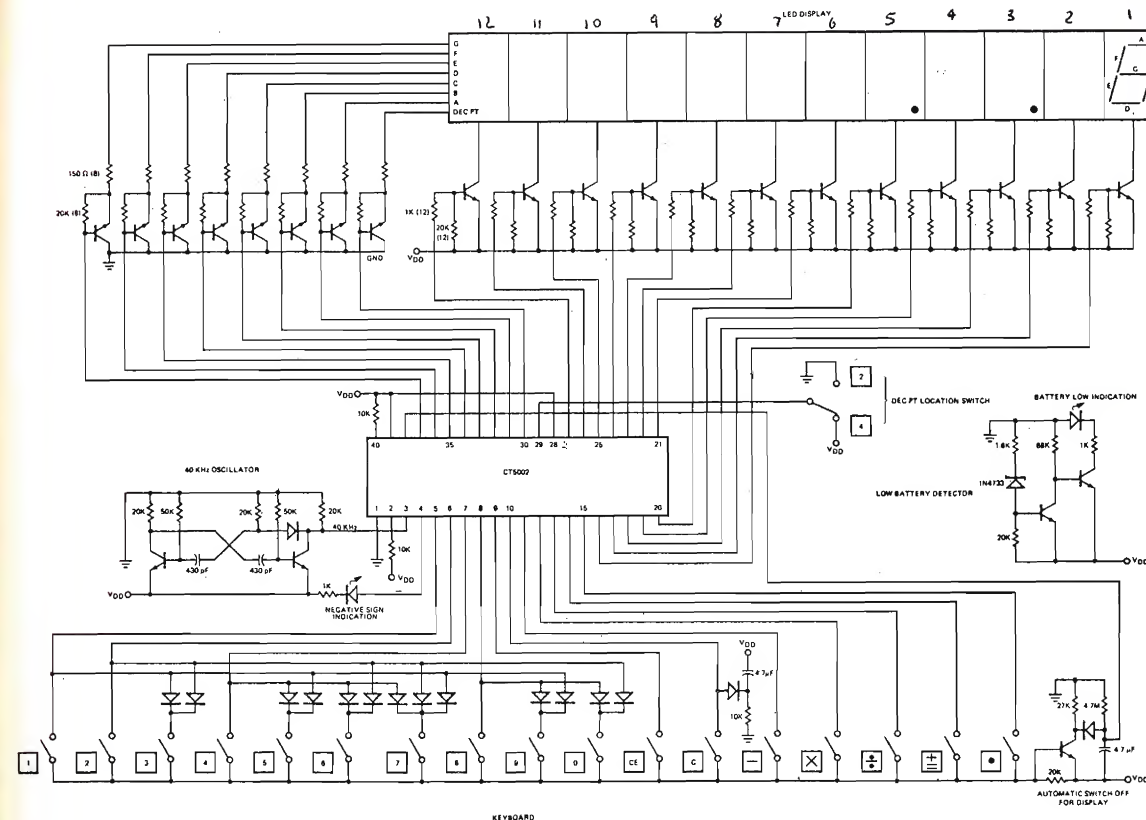 LED DISPLAY
12 11 10 9 8 7 6 5 4 3 2 1
G
F
E
D
C
B
A
DEC PT
A
F
G
E
D
150 Ω (8)
20K (8)
1K (12)
20K (12)
GND
VDD
VDD
10K
2
4
DEC PT LOCATION SWITCH
VDD
BATTERY LOW INDICATION
1.8K
68K
1K
1N4733
LOW BATTERY DETECTOR
20K
VDD
40 35 30 29 28 25 21
CT5002
1 2 3 4 5 6 7 8 9 10 15 20
40 KHz OSCILLATOR
20K
50K
20K
50K
20K
40 KHz
430 pF
430 pF
10K
VDD
VDD
1K
NEGATIVE SIGN INDICATION
VDD
4.7μF
10K
27K
4.7M
4.7 μF
20K
VDD
1 2 3 4 5 6 7 8 9 0 CE C − × ÷ ± •
AUTOMATIC SWITCH OFF
FOR DISPLAY
KEYBOARD